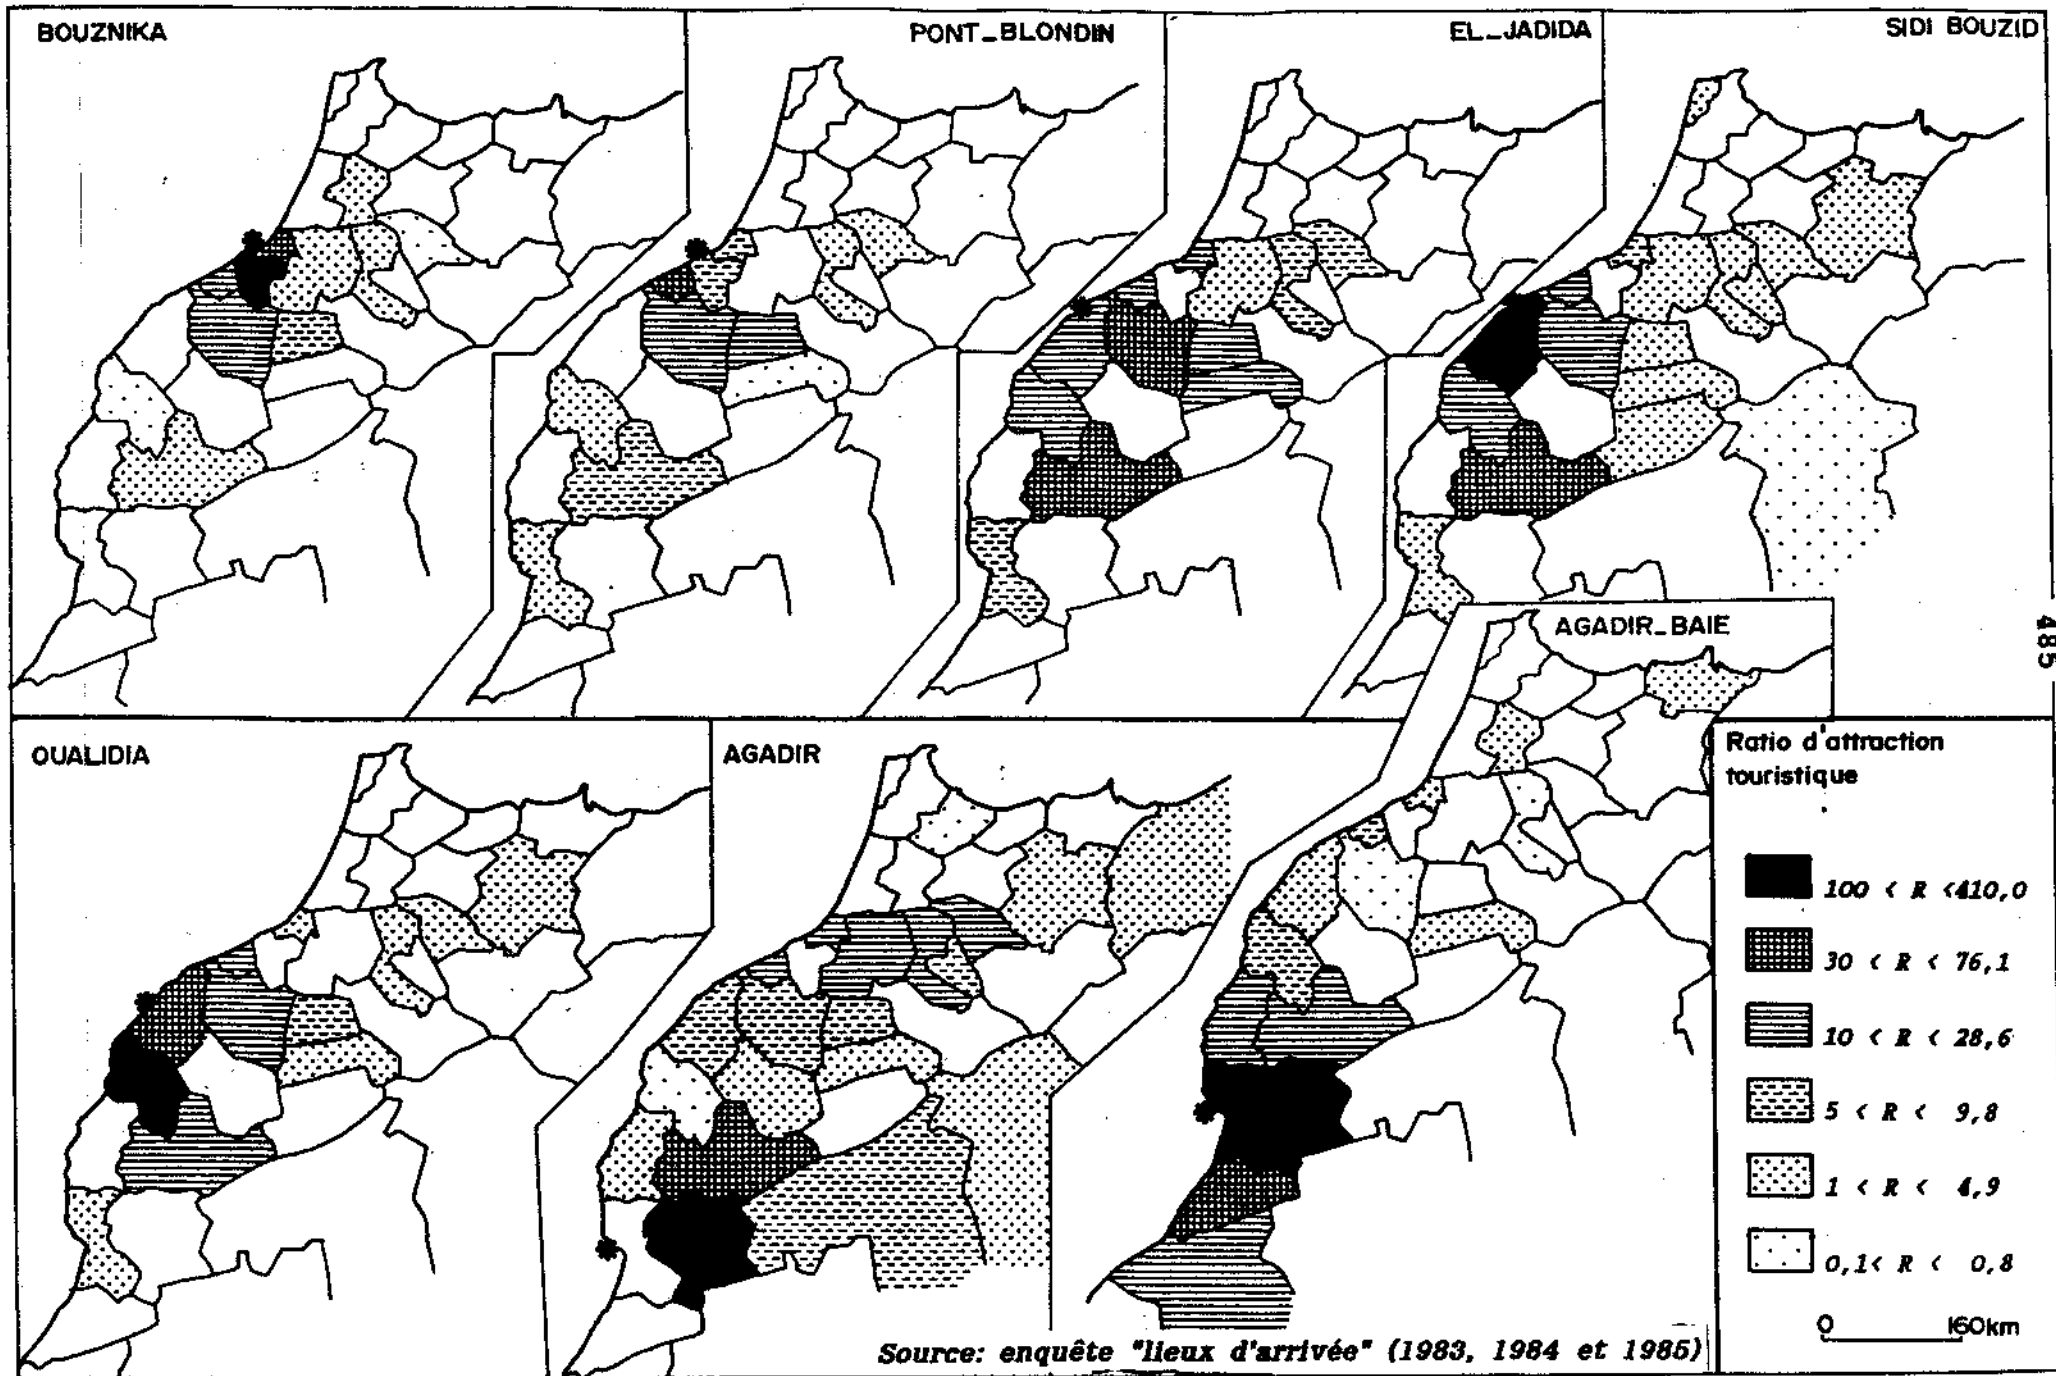 BOUZNIKA
PONT_BLONDIN
EL_JADIDA
SIDI BOUZID
AGADIR_BAIE
485
OUALIDIA
AGADIR
Ratio d'attraction
touristique
100 < R <410,0
30 < R < 76,1
10 < R < 28,6
5 < R < 9,8
1 < R < 4,9
0,1< R < 0,8
0 160km
Source: enquête "lieux d'arrivée" (1983, 1984 et 1985)